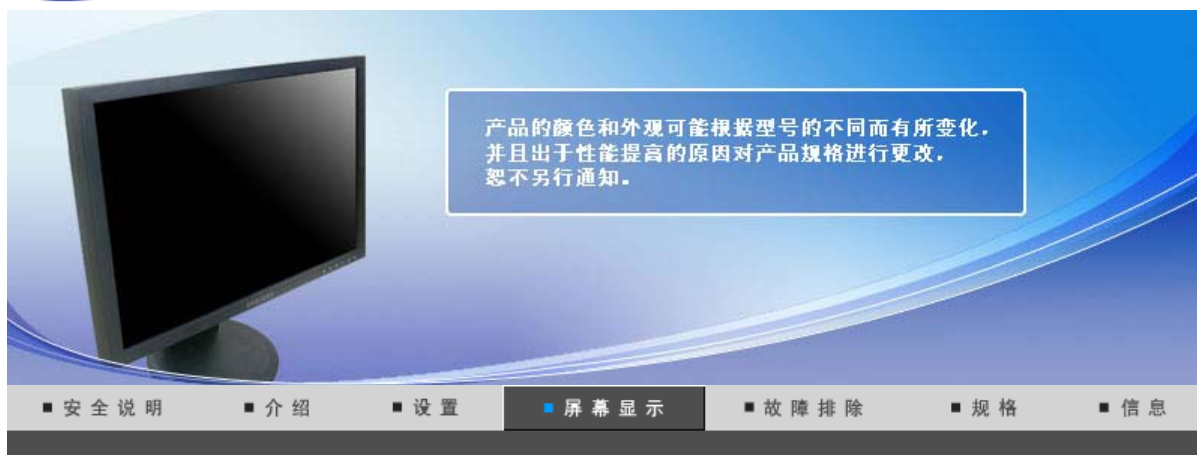 产品的颜色和外观可能根据型号的不同而有所变化，
并且出于性能提高的原因对产品规格进行更改，
恕不另行通知。
■安全说明 ■介绍 ■设置 ■屏幕显示 ■故障排除 ■规格 ■信息